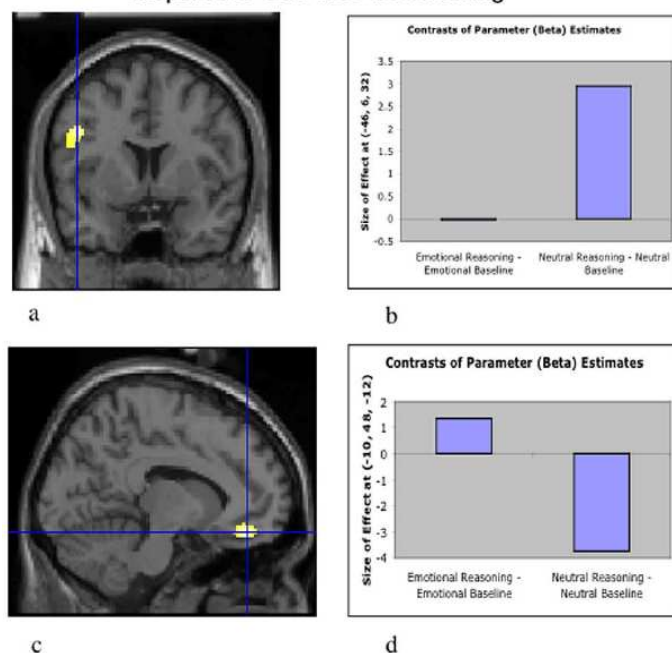 Contrasts of Parameter (Beta) Estimates
Size of Effect at (-46, 6, 32)
3.5
3
2.5
2
1.5
1
0.5
0
-0.5
Emotional Reasoning - Neutral Reasoning - Neutral
Emotional Baseline Baseline
a
b
Contrasts of Parameter (Beta) Estimates
Size of Effect at (-10, 48, -12)
2
1
0
-1
-2
-3
-4
Emotional Reasoning - Neutral Reasoning -
Emotional Baseline Neutral Baseline
c
d